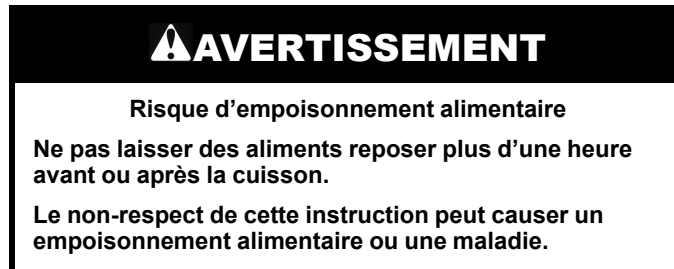 AVERTISSEMENT
Risque d’empoisonnement alimentaire
Ne pas laisser des aliments reposer plus d’une heure
avant ou après la cuisson.
Le non-respect de cette instruction peut causer un
empoisonnement alimentaire ou une maladie.